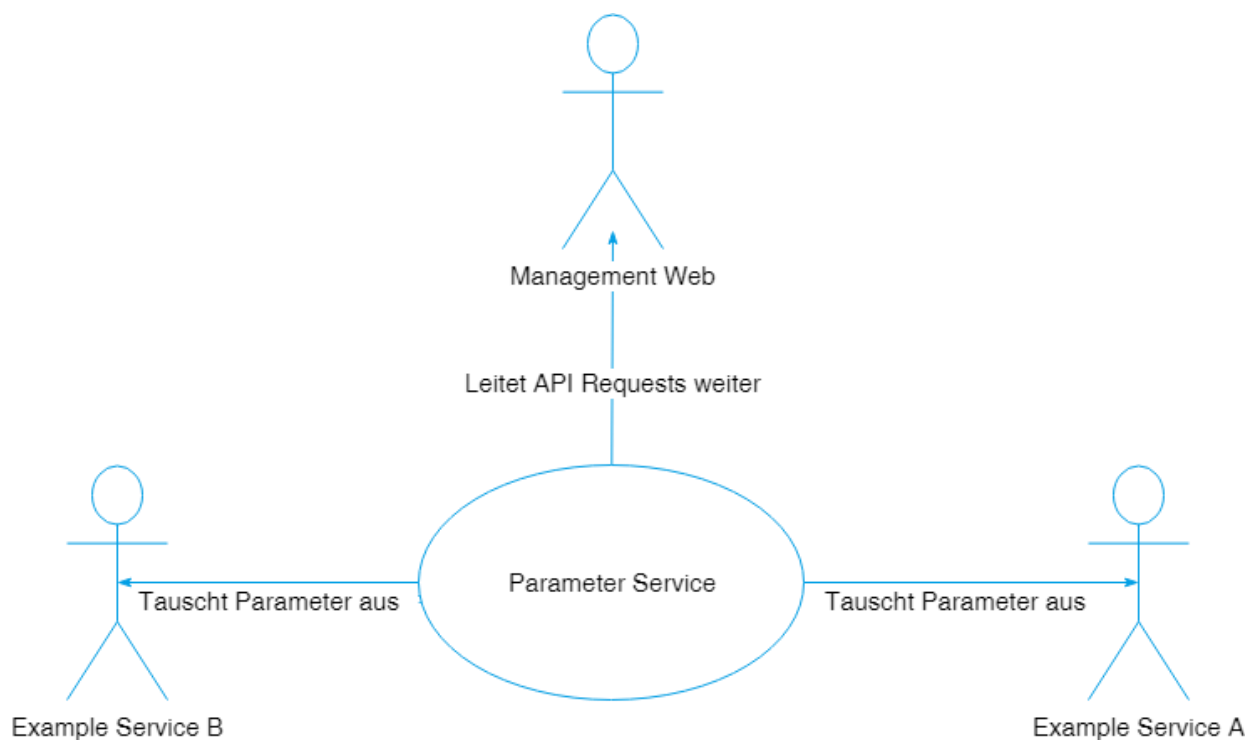 Management Web
Leitet API Requests weiter
Parameter Service
Tauscht Parameter aus
Tauscht Parameter aus
Example Service B
Example Service A